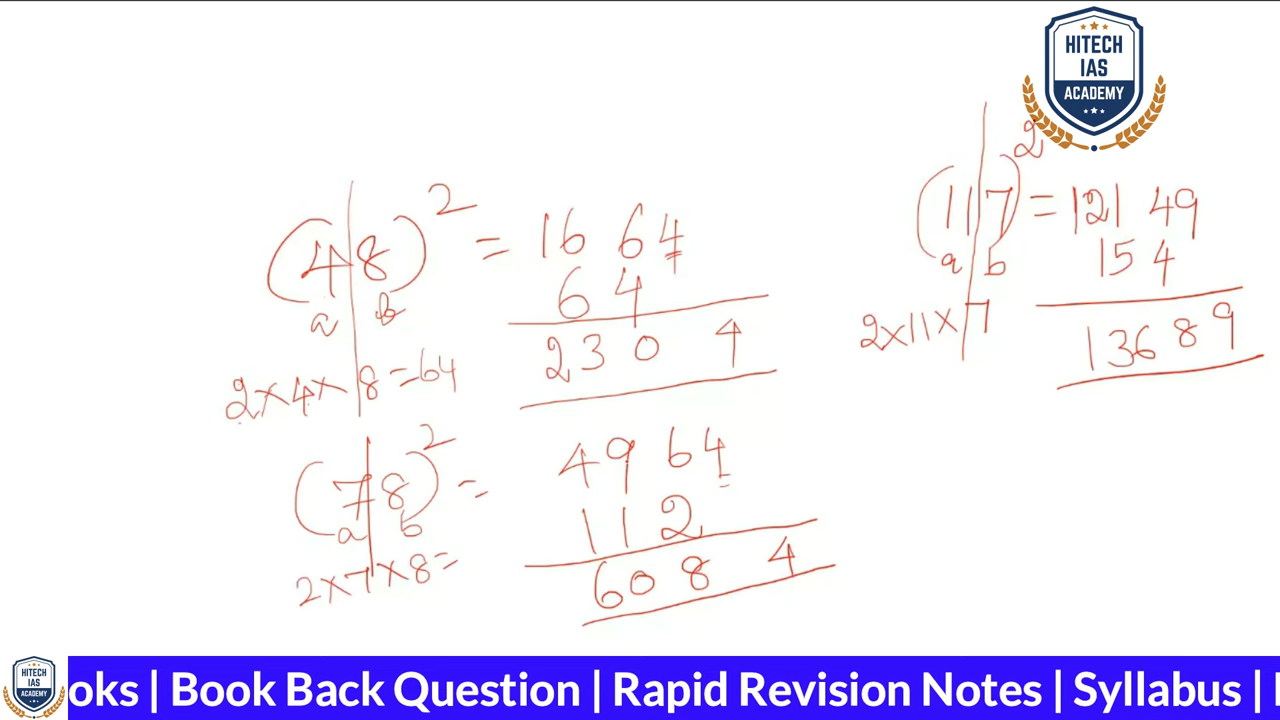 HITECH
IAS
ACADEMY
(48)² = 16 64
a b
64
2×4×8=64
2304
(78)² = 49 64
a b
112
2×7×8=
6084
(117)² = 121 49
a b
154
2×11×7
13689
HITECH
IAS
ACADEMY
ooks | Book Back Question | Rapid Revision Notes | Syllabus |